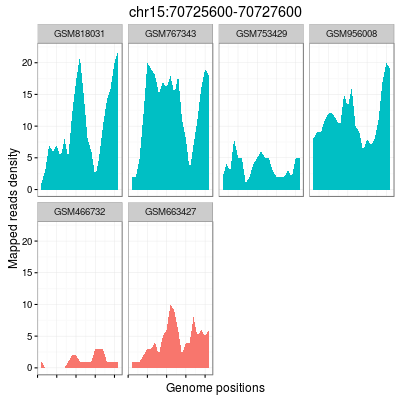 chr15:70725600-70727600
GSM818031 GSM767343 GSM753429 GSM956008
20
15
10
5
0
Mapped reads density
GSM466732 GSM663427
20
15
10
5
0
Genome positions